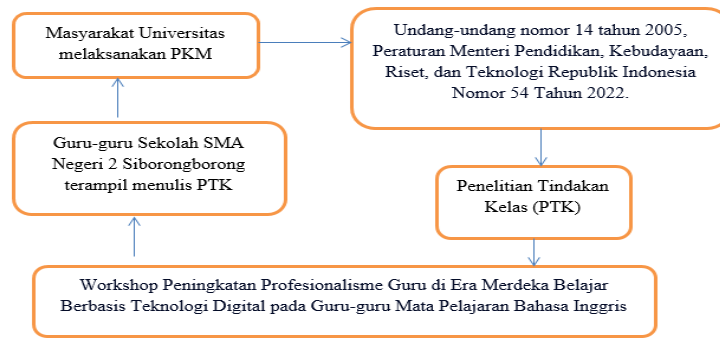 Masyarakat Universitas
melaksanakan PKM
Undang-undang nomor 14 tahun 2005,
Peraturan Menteri Pendidikan, Kebudayaan,
Riset, dan Teknologi Republik Indonesia
Nomor 54 Tahun 2022.
Guru-guru Sekolah SMA
Negeri 2 Siborongborong
terampil menulis PTK
Penelitian Tindakan
Kelas (PTK)
Workshop Peningkatan Profesionalisme Guru di Era Merdeka Belajar
Berbasis Teknologi Digital pada Guru-guru Mata Pelajaran Bahasa Inggris